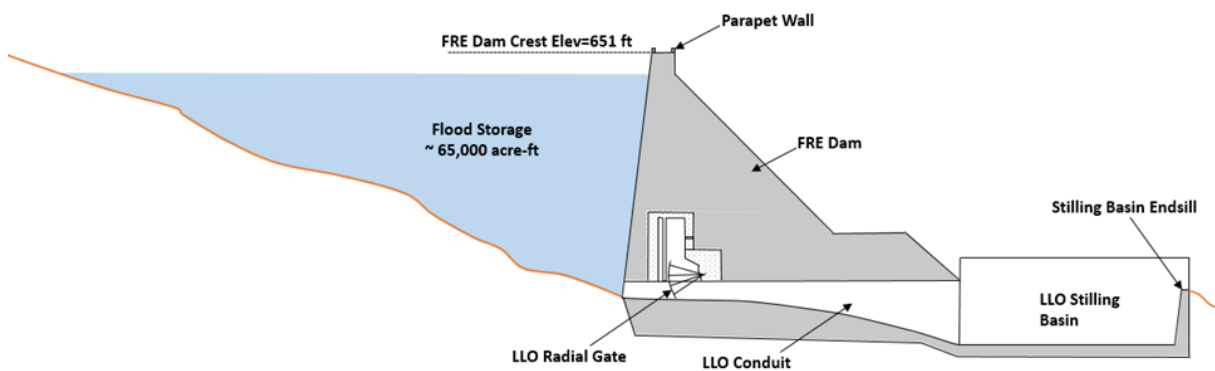 Parapet Wall
FRE Dam Crest Elev=651 ft
Flood Storage
~ 65,000 acre-ft
FRE Dam
Stilling Basin Endsill
LLO Stilling
Basin
LLO Radial Gate
LLO Conduit